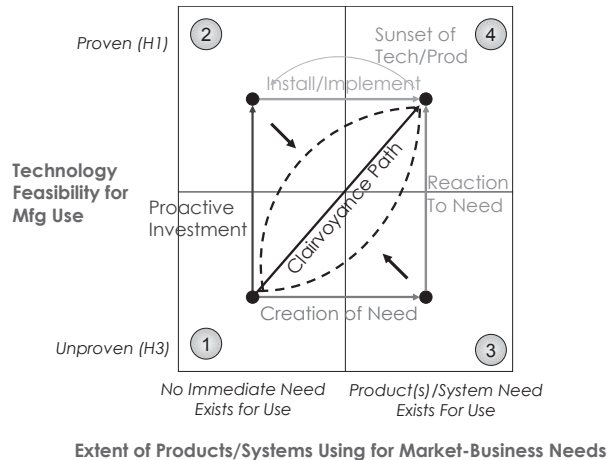 2
4
Proven (H1)
Sunset of
Tech/Prod
Install/Implement
Technology
Feasibility for
Mfg Use
Proactive
Investment
Clairvoyance Path
Reaction
To Need
Creation of Need
1
3
Unproven (H3)
No Immediate Need
Exists for Use
Product(s)/System Need
Exists For Use
Extent of Products/Systems Using for Market-Business Needs